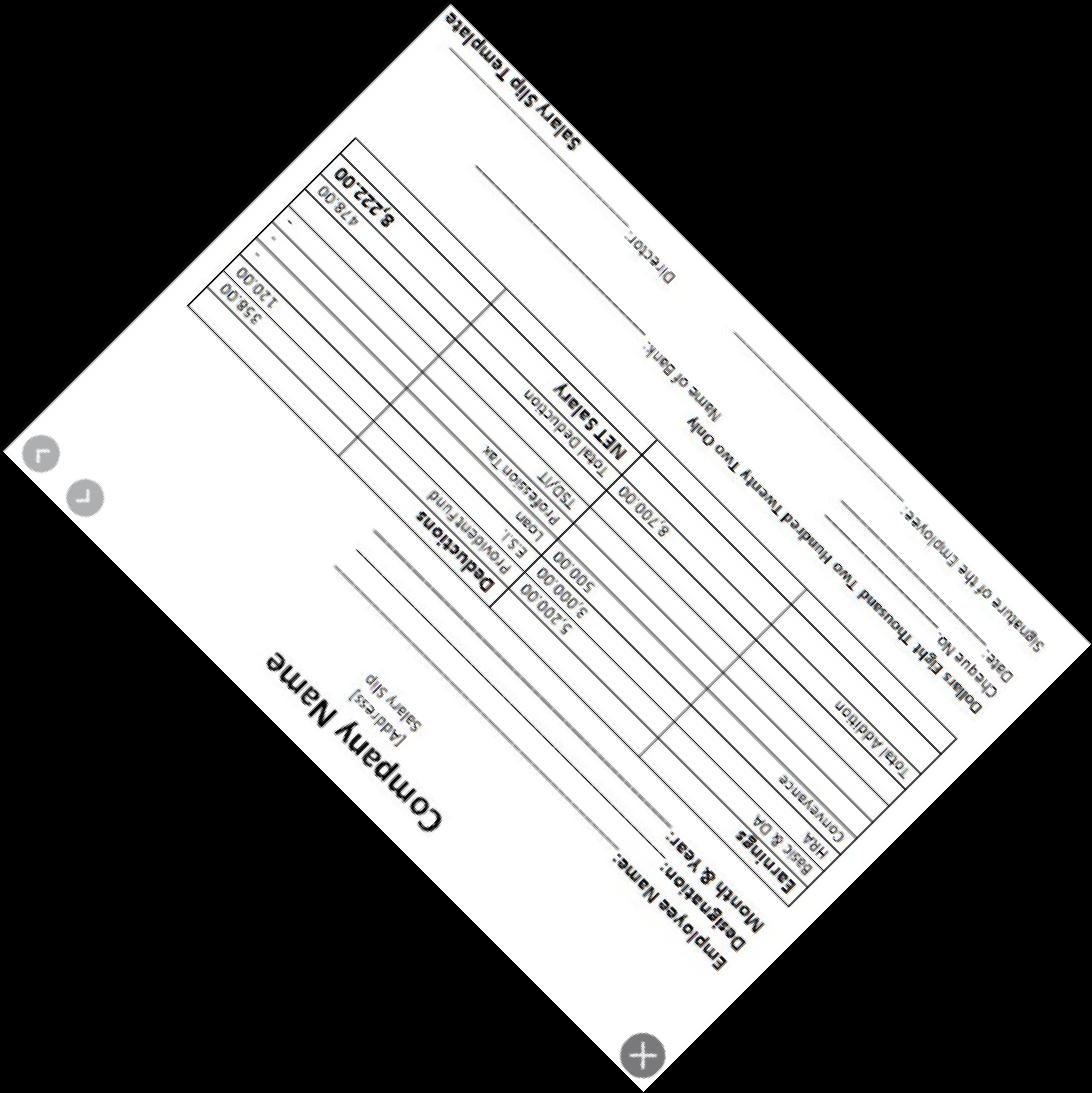 Company Name
[Address]
Salary Slip
Employee Name:
Designation:
Month & Year:
Earnings Deductions
Basic & DA 5,200.00 Provident Fund 358.00
HRA 3,000.00 E.S.I. 120.00
Conveyance 500.00 Loan -
Profession Tax -
TSD/IT -
Total Addition 8,700.00 Total Deduction 478.00
NET Salary 8,222.00
Dollars Eight Thousand Two Hundred Twenty Two Only
Cheque No. Name of Bank:
Date:
Signature of the Employee: Director:
Salary Slip Template